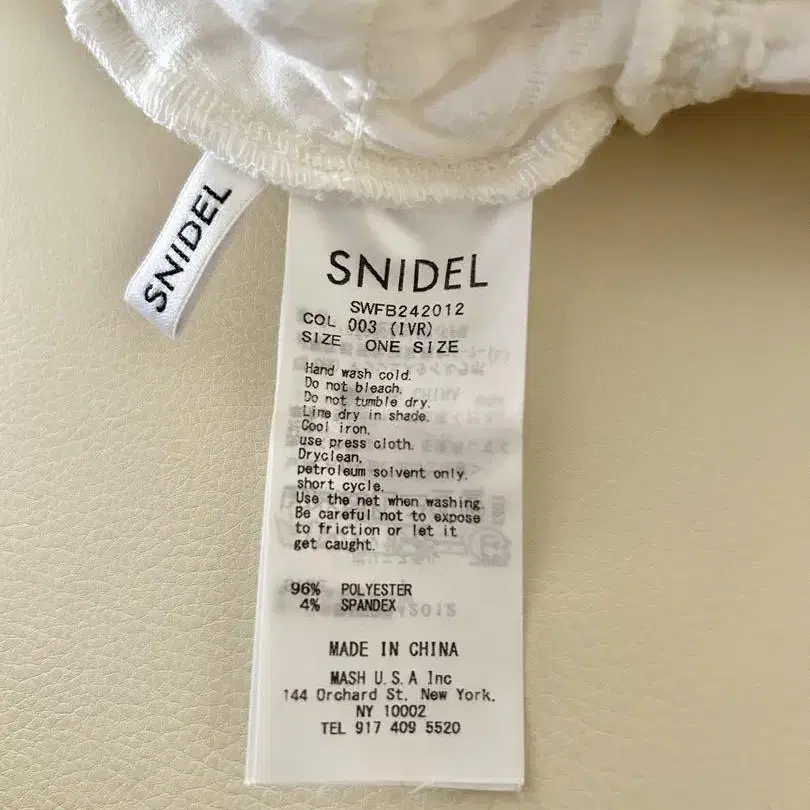 SNIDEL
SNIDEL
SWFB242012
COL 003 (IVR)
SIZE ONE SIZE
Hand wash cold.
Do not bleach.
Do not tumble dry.
Line dry in shade.
Cool iron.
use press cloth.
Dryclean,
petroleum solvent only.
short cycle.
Use the net when washing.
Be careful not to expose
to friction or let it
get caught.
96% POLYESTER
4% SPANDEX
MADE IN CHINA
MASH U.S.A Inc
144 Orchard St, New York.
NY 10002
TEL 917 409 5520